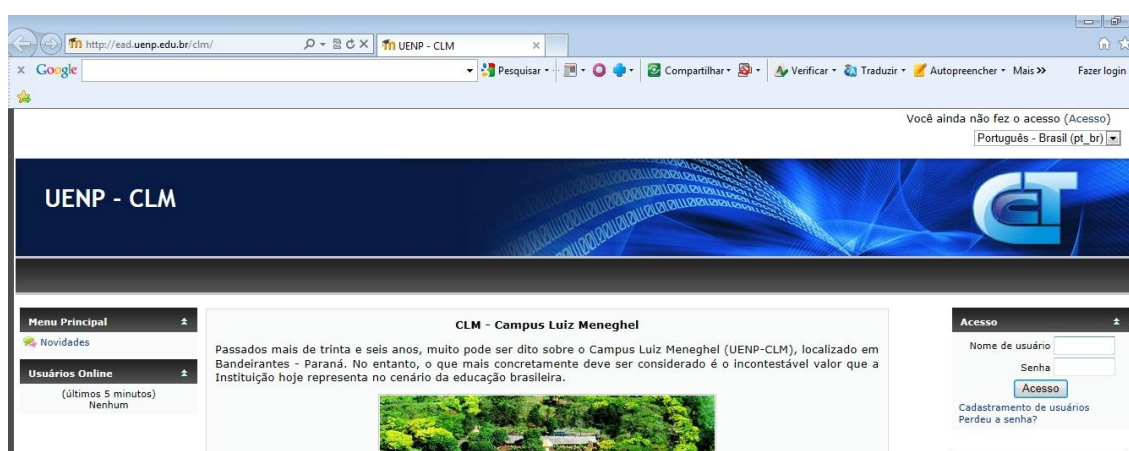 http://ead.uenp.edu.br/clm/ UENP - CLM
x Google Pesquisar Compartilhar Verificar Traduzir Autopreencher Mais >> Fazer login
Você ainda não fez o acesso (Acesso)
Português - Brasil (pt_br)
UENP - CLM
CET
Menu Principal
Novidades
Usuários Online
(últimos 5 minutos)
Nenhum
CLM - Campus Luiz Meneghel
Passados mais de trinta e seis anos, muito pode ser dito sobre o Campus Luiz Meneghel (UENP-CLM), localizado em
Bandeirantes - Paraná. No entanto, o que mais concretamente deve ser considerado é o incontestável valor que a
Instituição hoje representa no cenário da educação brasileira.
Acesso
Nome de usuário
Senha
Acesso
Cadastramento de usuários
Perdeu a senha?